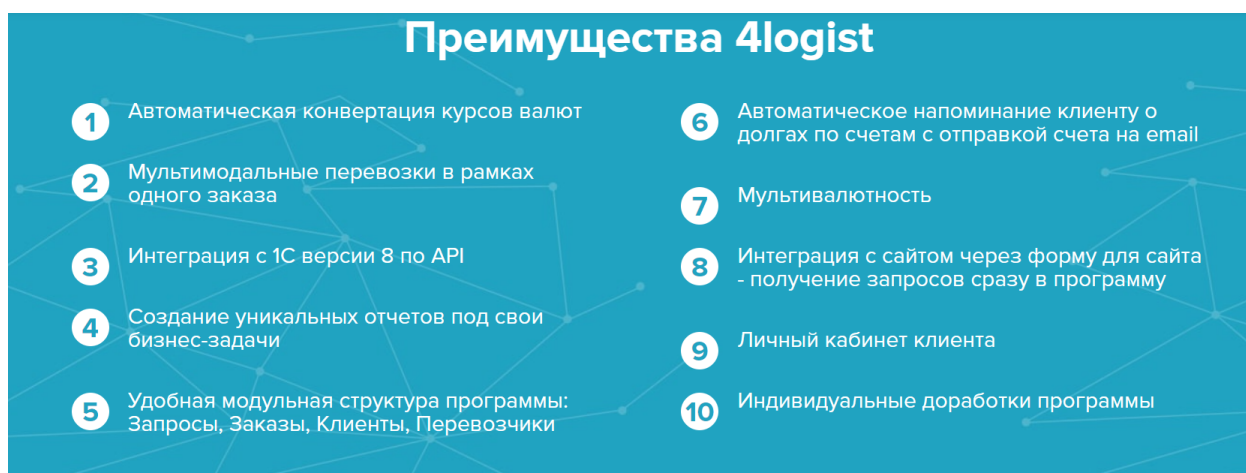 Преимущества 4logist
1
Автоматическая конвертация курсов валют
2
Мультимодальные перевозки в рамках
одного заказа
3
Интеграция с 1С версии 8 по API
4
Создание уникальных отчетов под свои
бизнес-задачи
5
Удобная модульная структура программы:
Запросы, Заказы, Клиенты, Перевозчики
6
Автоматическое напоминание клиенту о
долгах по счетам с отправкой счета на email
7
Мультивалютность
8
Интеграция с сайтом через форму для сайта
- получение запросов сразу в программу
9
Личный кабинет клиента
10
Индивидуальные доработки программы